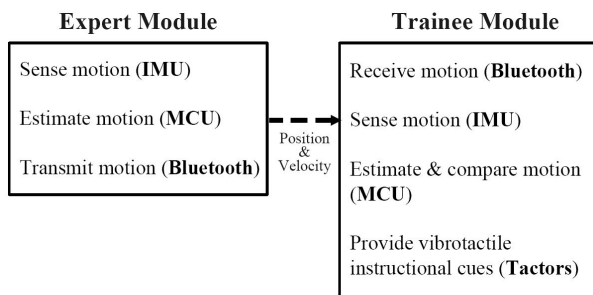 Expert Module
Sense motion (IMU)
Estimate motion (MCU)
Transmit motion (Bluetooth)
Position
&
Velocity
Trainee Module
Receive motion (Bluetooth)
Sense motion (IMU)
Estimate & compare motion
(MCU)
Provide vibrotactile
instructional cues (Tactors)